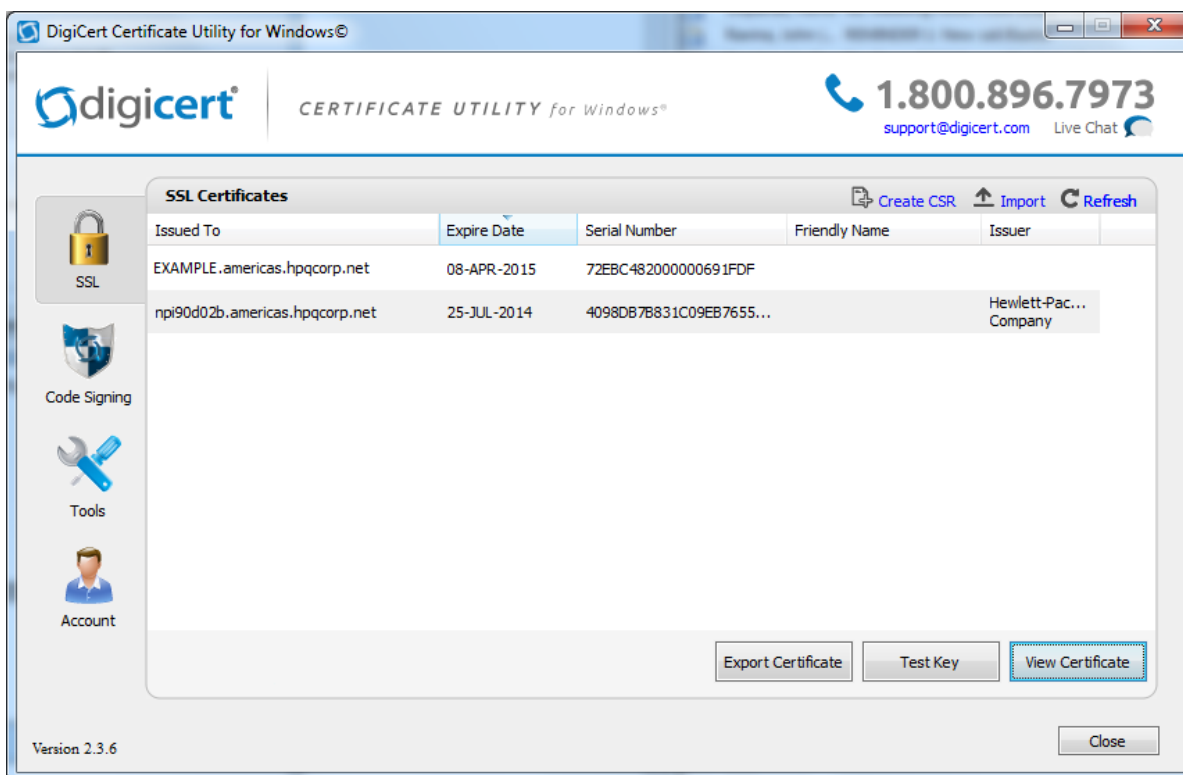 DigiCert Certificate Utility for Windows©
digicert®
CERTIFICATE UTILITY for Windows®
1.800.896.7973
support@digicert.com Live Chat
SSL Certificates
Create CSR Import Refresh
Issued To Expire Date Serial Number Friendly Name Issuer
EXAMPLE.americas.hpqcorp.net 08-APR-2015 72EBC482000000691FDF
npi90d02b.americas.hpqcorp.net 25-JUL-2014 4098DB7B831C09EB7655... Hewlett-Pac...
Company
SSL
Code Signing
Tools
Account
Export Certificate Test Key View Certificate
Version 2.3.6
Close